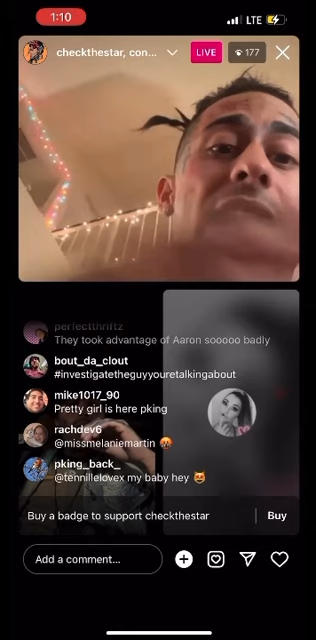 1:10
LTE
checkthestar, con...
LIVE
177
perfectthriftz
They took advantage of Aaron sooooo badly
bout_da_clout
#investigatetheguyyouretalkingabout
mike1017_90
Pretty girl is here pking
rachdev6
@missmelaniemartin 🤬
pking_back_
@tennillelovex my baby hey 😻
Buy a badge to support checkthestar
Buy
Add a comment...